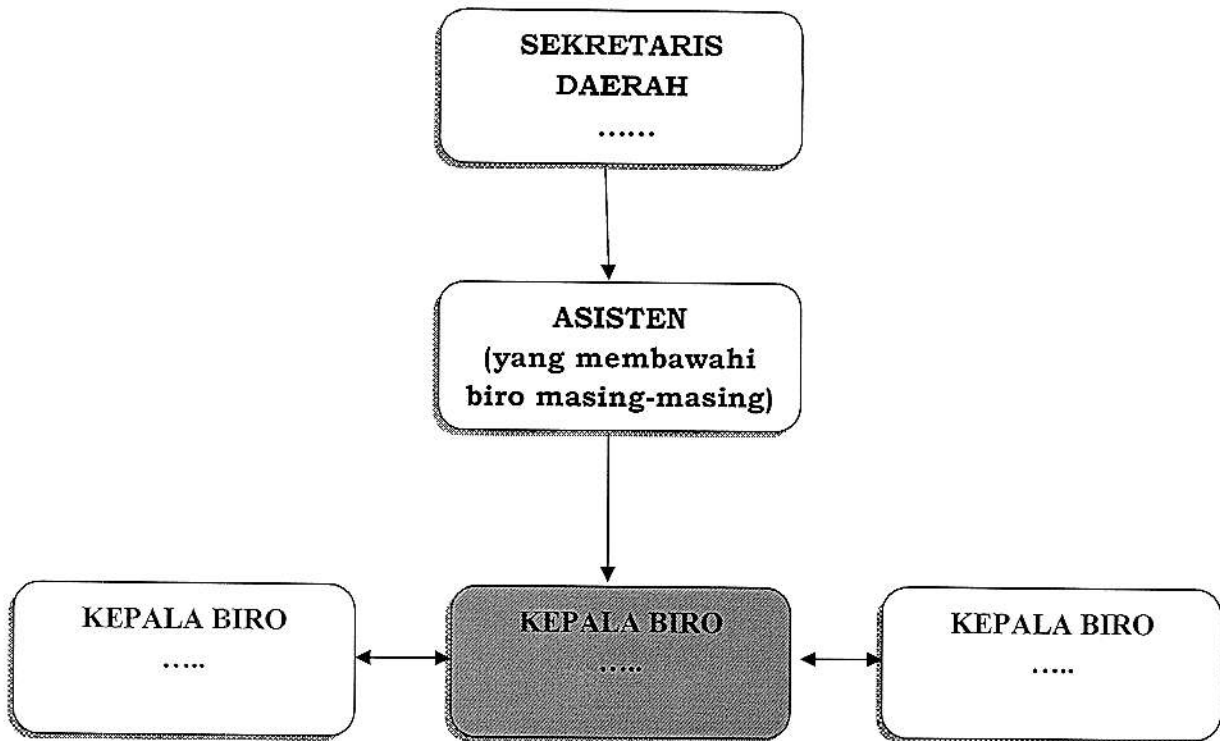 SEKRETARIS
DAERAH
……
ASISTEN
(yang membawahi
biro masing-masing)
KEPALA BIRO
…..
KEPALA BIRO
…..
KEPALA BIRO
…..